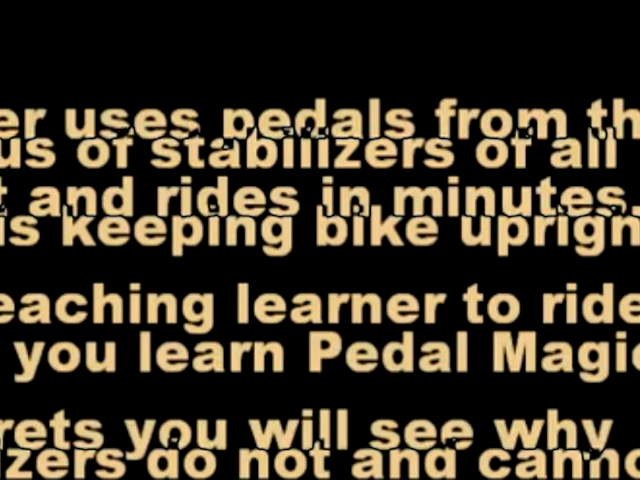 er uses pedals from th
us of stabilizers of all
t and rides in minutes.
is keeping bike uprigh
eaching learner to ride
you learn Pedal Magic
rets you will see why
izers do not and canno